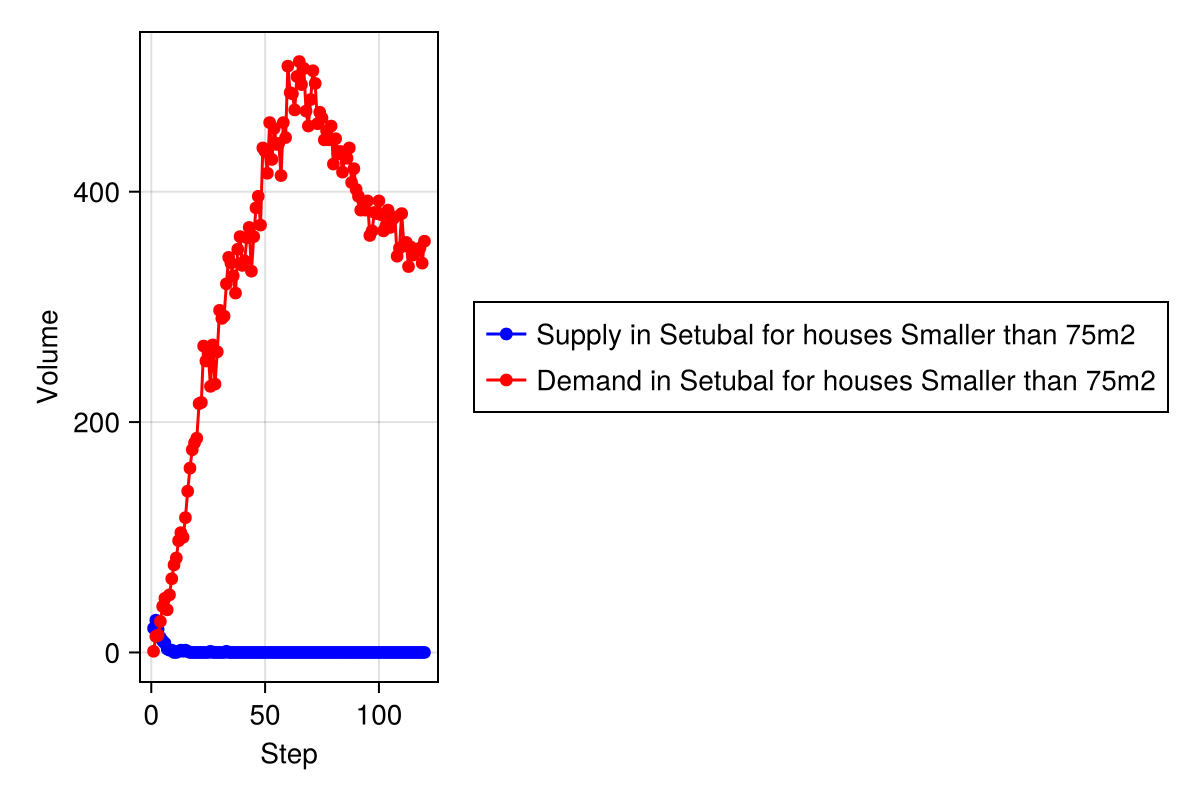 400
200
0
Volume
0 50 100
Step
Supply in Setubal for houses Smaller than 75m2
Demand in Setubal for houses Smaller than 75m2